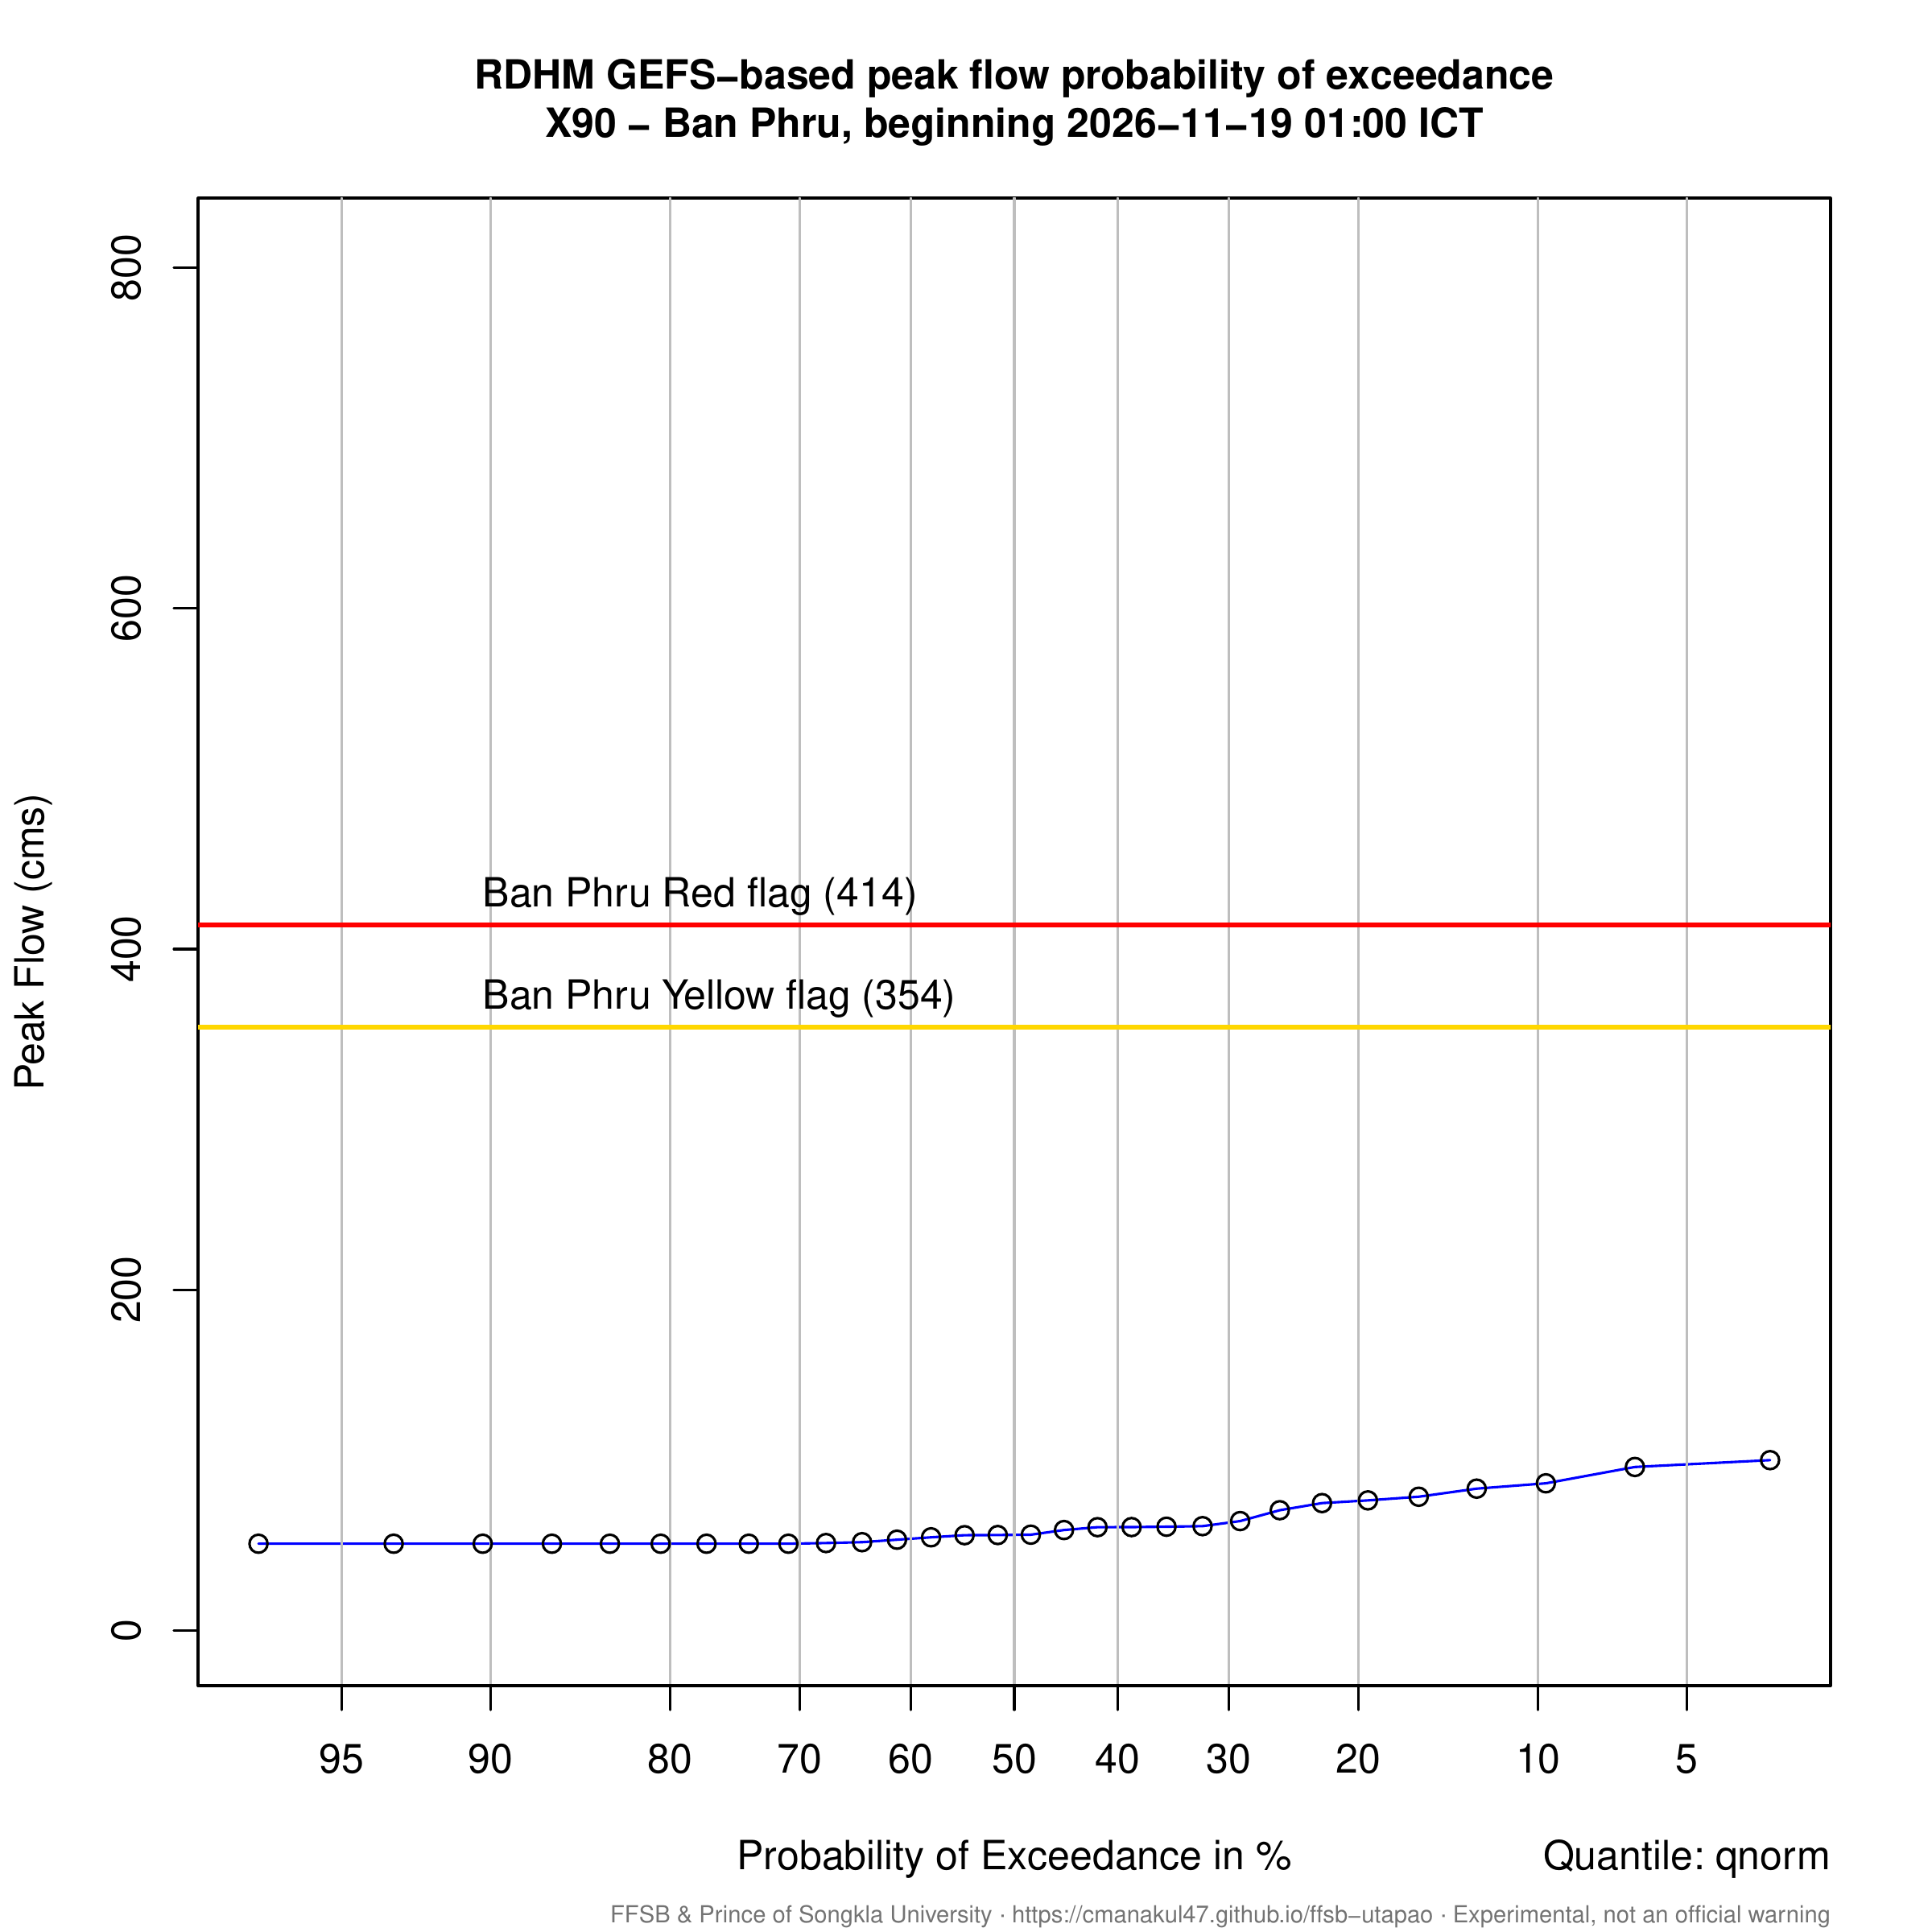 RDHM GEFS−based peak flow probability of exceedance
X90 − Ban Phru, beginning 2026−11−19 01:00 ICT
Peak Flow (cms)
800
600
400
200
0
Ban Phru Red flag (414)
Ban Phru Yellow flag (354)
95 90 80 70 60 50 40 30 20 10 5
Probability of Exceedance in % Quantile: qnorm
FFSB & Prince of Songkla University · https://cmanakul47.github.io/ffsb−utapao · Experimental, not an official warning